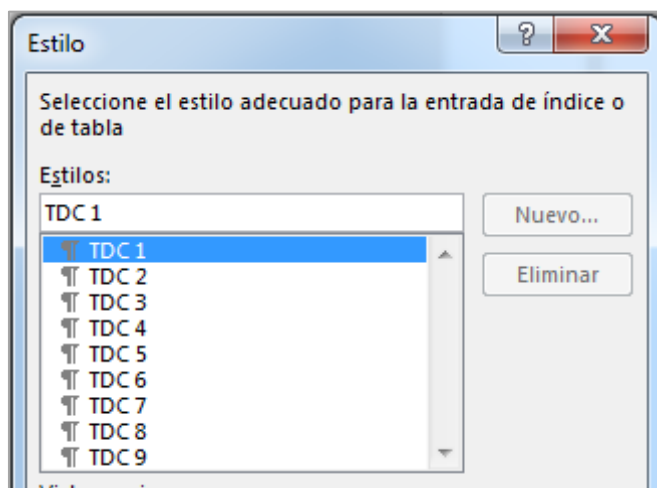 Estilo
Seleccione el estilo adecuado para la entrada de índice o
de tabla
Estilos:
TDC 1
Nuevo...
¶ TDC 1
¶ TDC 2
Eliminar
¶ TDC 3
¶ TDC 4
¶ TDC 5
¶ TDC 6
¶ TDC 7
¶ TDC 8
¶ TDC 9